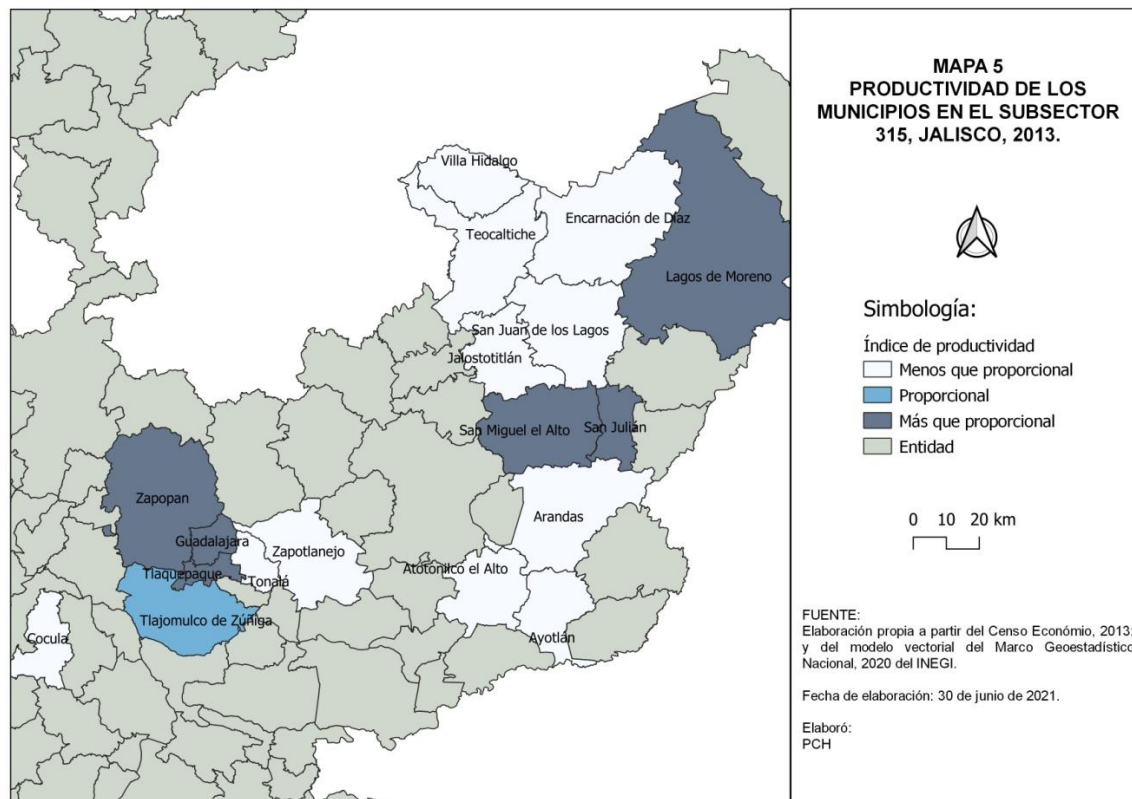 MAPA 5
PRODUCTIVIDAD DE LOS
MUNICIPIOS EN EL SUBSECTOR
315, JALISCO, 2013.
Villa Hidalgo
Teocaltiche
Encarnación de Díaz
Lagos de Moreno
San Juan de los Lagos
Jalostotitlán
San Miguel el Alto
San Julián
Arandas
Zapopan
Guadalajara
Zapotlanejo
Tlaquepaque
Tonalá
Atotonilco el Alto
Tlajomulco de Zúñiga
Cocula
Ayotlán
Simbología:
Índice de productividad
Menos que proporcional
Proporcional
Más que proporcional
Entidad
0 10 20 km
FUENTE:
Elaboración propia a partir del Censo Económio, 2013;
y del modelo vectorial del Marco Geoestadístico
Nacional, 2020 del INEGI.
Fecha de elaboración: 30 de junio de 2021.
Elaboró:
PCH